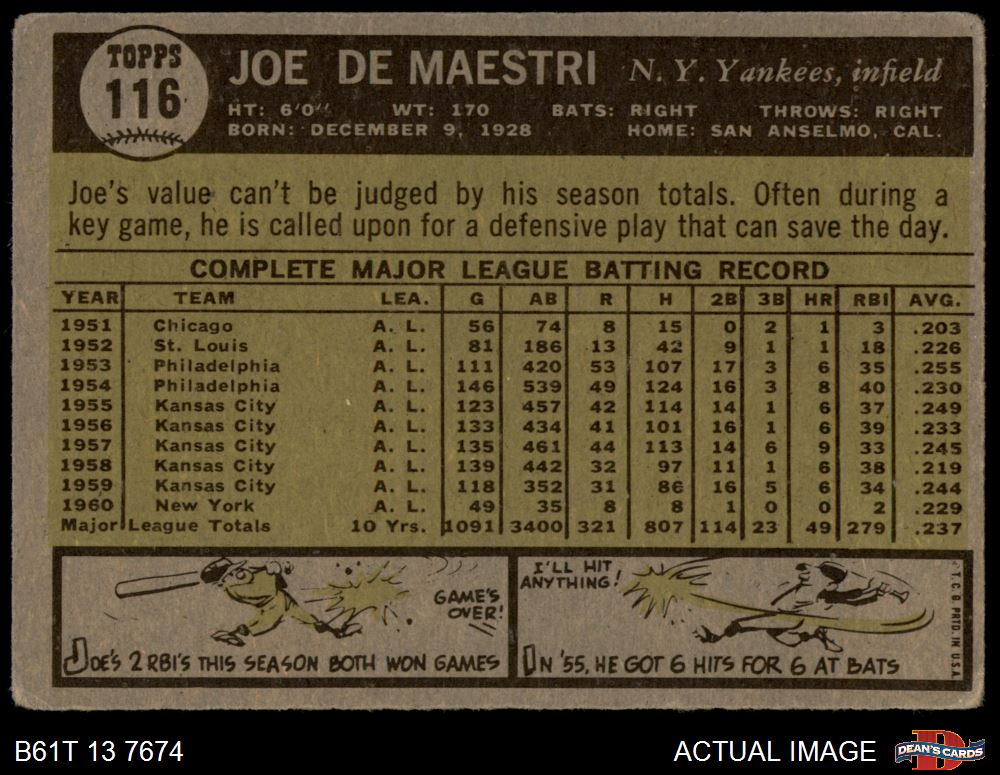 TOPPS
116
JOE DE MAESTRI N. Y. Yankees, infield
HT: 6'0" WT: 170 BATS: RIGHT THROWS: RIGHT
BORN: DECEMBER 9, 1928 HOME: SAN ANSELMO, CAL.
Joe's value can't be judged by his season totals. Often during a
key game, he is called upon for a defensive play that can save the day.
COMPLETE MAJOR LEAGUE BATTING RECORD
YEAR TEAM LEA. G AB R H 2B 3B HR RBI AVG.
1951 Chicago A. L. 56 74 8 15 0 2 1 3 .203
1952 St. Louis A. L. 81 186 13 42 9 1 1 18 .226
1953 Philadelphia A. L. 111 420 53 107 17 3 6 35 .255
1954 Philadelphia A. L. 146 539 49 124 16 3 8 40 .230
1955 Kansas City A. L. 123 457 42 114 14 1 6 37 .249
1956 Kansas City A. L. 133 434 41 101 16 1 6 39 .233
1957 Kansas City A. L. 135 461 44 113 14 6 9 33 .245
1958 Kansas City A. L. 139 442 32 97 11 1 6 38 .219
1959 Kansas City A. L. 118 352 31 86 16 5 6 34 .244
1960 New York A. L. 49 35 8 8 1 0 0 2 .229
Major League Totals 10 Yrs. 1091 3400 321 807 114 23 49 279 .237
GAME'S
OVER!
JOE'S 2 RBI'S THIS SEASON BOTH WON GAMES
I'LL HIT
ANYTHING!
IN '55, HE GOT 6 HITS FOR 6 AT BATS
T. C. G. PRTD. IN U.S.A.
B61T 13 7674
ACTUAL IMAGE
DEAN'S CARDS